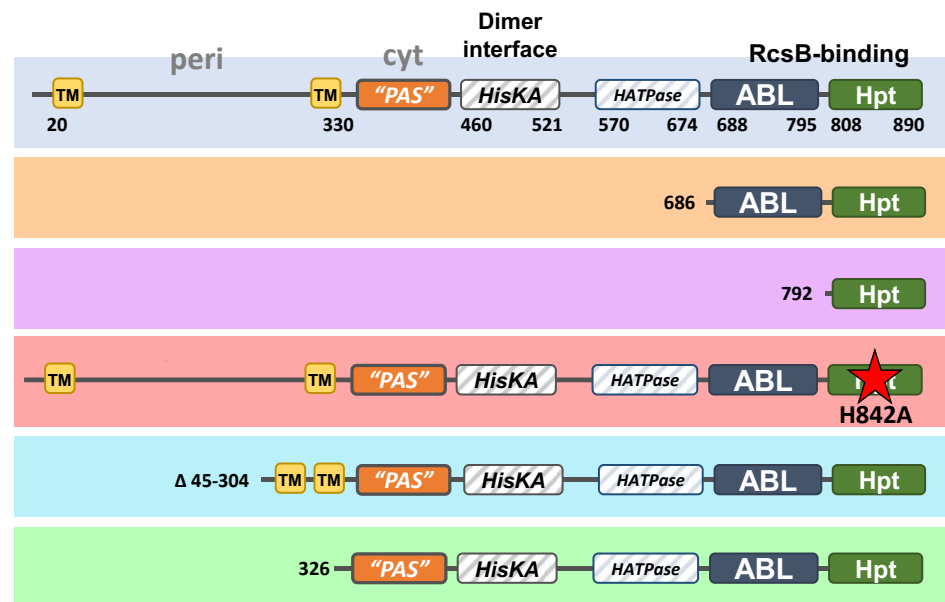 Dimer
interface
peri cyt RcsB-binding
TM TM "PAS" HisKA HATPase ABL Hpt
20 330 460 521 570 674 688 795 808 890
686 ABL Hpt
792 Hpt
TM TM "PAS" HisKA HATPase ABL Hpt
H842A
Δ 45-304 TM TM "PAS" HisKA HATPase ABL Hpt
326 "PAS" HisKA HATPase ABL Hpt